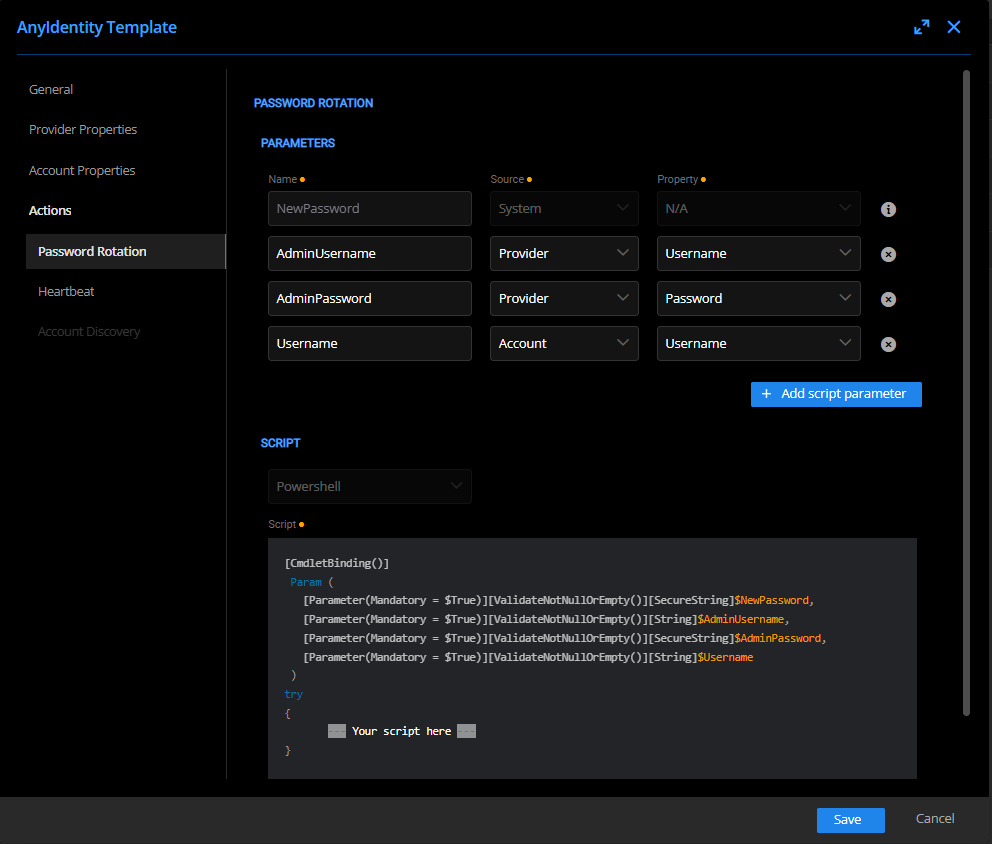 AnyIdentity Template
General
Provider Properties
Account Properties
Actions
Password Rotation
Heartbeat
Account Discovery
PASSWORD ROTATION
PARAMETERS
Name Source Property
NewPassword System N/A
AdminUsername Provider Username
AdminPassword Provider Password
Username Account Username
+ Add script parameter
SCRIPT
Powershell
Script
[CmdletBinding()]
Param (
[Parameter(Mandatory = $True)][ValidateNotNullOrEmpty()][SecureString]$NewPassword,
[Parameter(Mandatory = $True)][ValidateNotNullOrEmpty()][String]$AdminUsername,
[Parameter(Mandatory = $True)][ValidateNotNullOrEmpty()][SecureString]$AdminPassword,
[Parameter(Mandatory = $True)][ValidateNotNullOrEmpty()][String]$Username
)
try
{
--- Your script here ---
}
Save Cancel